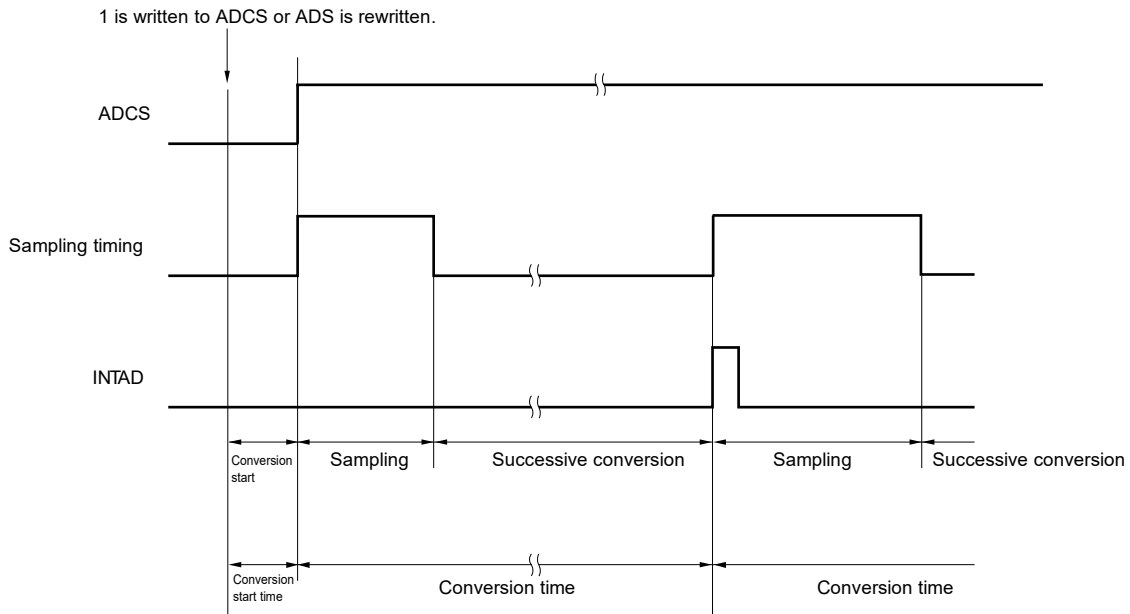 1 is written to ADCS or ADS is rewritten.
ADCS
Sampling timing
INTAD
Conversion
start
Sampling
Successive conversion
Sampling
Successive conversion
Conversion
start time
Conversion time
Conversion time